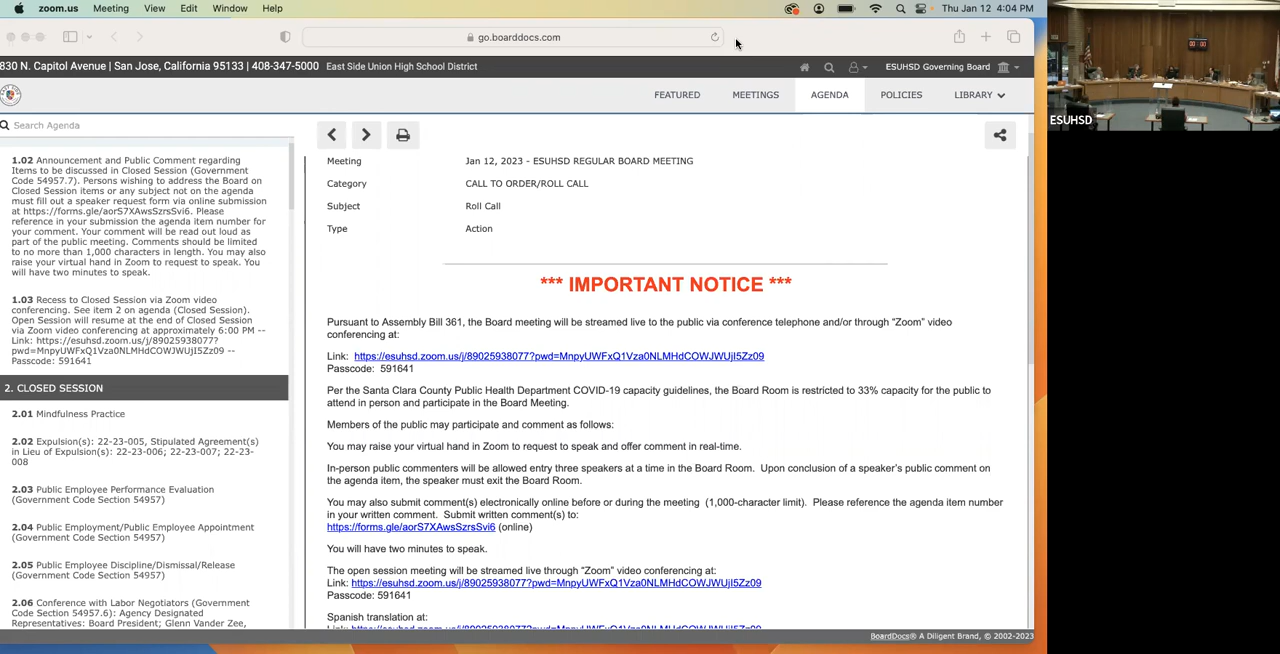 zoom.us Meeting View Edit Window Help Thu Jan 12 4:04 PM
go.boarddocs.com
830 N. Capitol Avenue | San Jose, California 95133 | 408-347-5000 East Side Union High School District
ESUHSD Governing Board
FEATURED MEETINGS AGENDA POLICIES LIBRARY
Search Agenda
1.02 Announcement and Public Comment regarding
Items to be discussed in Closed Session (Government
Code 54957.7). Persons wishing to address the Board on
Closed Session items or any subject not on the agenda
must fill out a speaker request form via online submission
at https://forms.gle/aorS7XAwsSzrsSvi6. Please
reference in your submission the agenda item number for
your comment. Your comment will be read out loud as
part of the public meeting. Comments should be limited
to no more than 1,000 characters in length. You may also
raise your virtual hand in Zoom to request to speak. You
will have two minutes to speak.
1.03 Recess to Closed Session via Zoom video
conferencing. See item 2 on agenda (Closed Session).
Open Session will resume at the end of Closed Session
via Zoom video conferencing at approximately 6:00 PM --
Link: https://esuhsd.zoom.us/j/89025938077?
pwd=MnpyUWFxQ1Vza0NLMHdCOWJWUjI5Zz09 --
Passcode: 591641
2. CLOSED SESSION
2.01 Mindfulness Practice
2.02 Expulsion(s): 22-23-005, Stipulated Agreement(s)
in Lieu of Expulsion(s): 22-23-006; 22-23-007; 22-23-
008
2.03 Public Employee Performance Evaluation
(Government Code Section 54957)
2.04 Public Employment/Public Employee Appointment
(Government Code Section 54957)
2.05 Public Employee Discipline/Dismissal/Release
(Government Code Section 54957)
2.06 Conference with Labor Negotiators (Government
Code Section 54957.6): Agency Designated
Representatives: Board President; Glenn Vander Zee,
Meeting Jan 12, 2023 - ESUHSD REGULAR BOARD MEETING
Category CALL TO ORDER/ROLL CALL
Subject Roll Call
Type Action
*** IMPORTANT NOTICE ***
Pursuant to Assembly Bill 361, the Board meeting will be streamed live to the public via conference telephone and/or through “Zoom” video
conferencing at:
Link: https://esuhsd.zoom.us/j/89025938077?pwd=MnpyUWFxQ1Vza0NLMHdCOWJWUjI5Zz09
Passcode: 591641
Per the Santa Clara County Public Health Department COVID-19 capacity guidelines, the Board Room is restricted to 33% capacity for the public to
attend in person and participate in the Board Meeting.
Members of the public may participate and comment as follows:
You may raise your virtual hand in Zoom to request to speak and offer comment in real-time.
In-person public commenters will be allowed entry three speakers at a time in the Board Room. Upon conclusion of a speaker’s public comment on
the agenda item, the speaker must exit the Board Room.
You may also submit comment(s) electronically online before or during the meeting (1,000-character limit). Please reference the agenda item number
in your written comment. Submit written comment(s) to:
https://forms.gle/aorS7XAwsSzrsSvi6 (online)
You will have two minutes to speak.
The open session meeting will be streamed live through “Zoom” video conferencing at:
Link: https://esuhsd.zoom.us/j/89025938077?pwd=MnpyUWFxQ1Vza0NLMHdCOWJWUjI5Zz09
Passcode: 591641
Spanish translation at:
Link: https://esuhsd.zoom.us/j/89025938077?pwd=MnpyUWFxQ1Vza0NLMHdCOWJWUjI5Zz09
BoardDocs® A Diligent Brand, © 2002-2023
00 00
ESUHSD